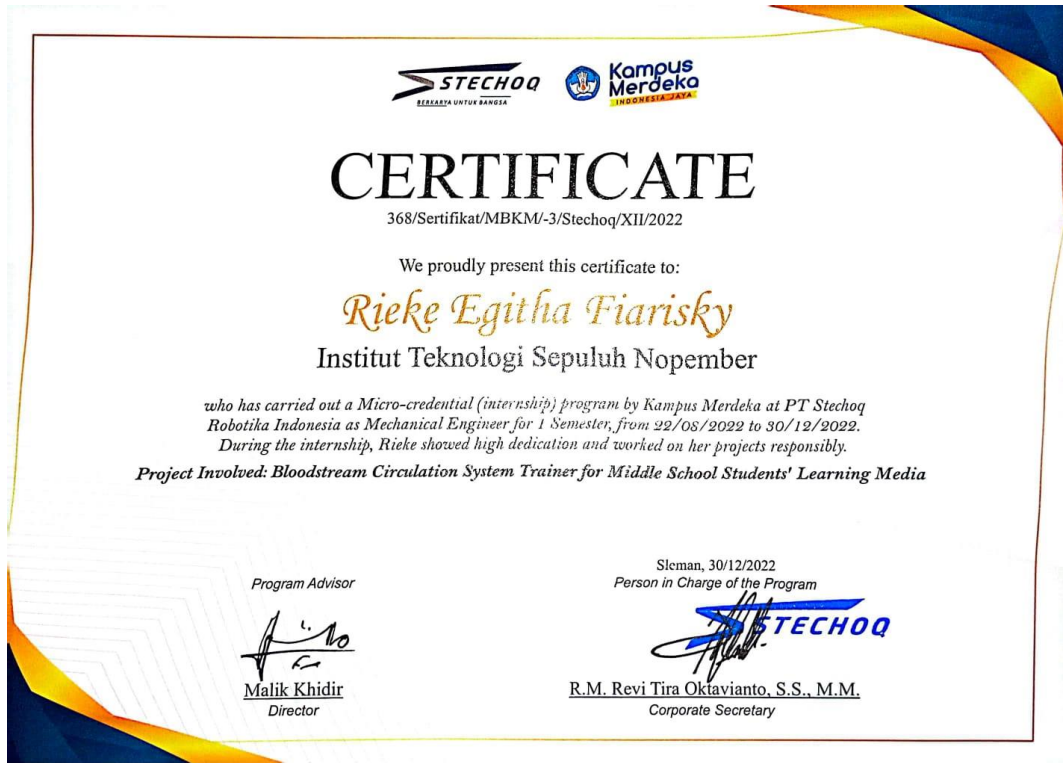 STECHOQ
BERKARYA UNTUK BANGSA
Kampus
Merdeka
INDONESIA JAYA
CERTIFICATE
368/Sertifikat/MBKM/-3/Stechoq/XII/2022
We proudly present this certificate to:
Rieke Egitha Fiarisky
Institut Teknologi Sepuluh Nopember
who has carried out a Micro-credential (internship) program by Kampus Merdeka at PT Stechoq
Robotika Indonesia as Mechanical Engineer for 1 Semester, from 22/08/2022 to 30/12/2022.
During the internship, Rieke showed high dedication and worked on her projects responsibly.
Project Involved: Bloodstream Circulation System Trainer for Middle School Students' Learning Media
Sleman, 30/12/2022
Program Advisor
Person in Charge of the Program
STECHOQ
Malik Khidir
R.M. Revi Tira Oktavianto, S.S., M.M.
Director
Corporate Secretary